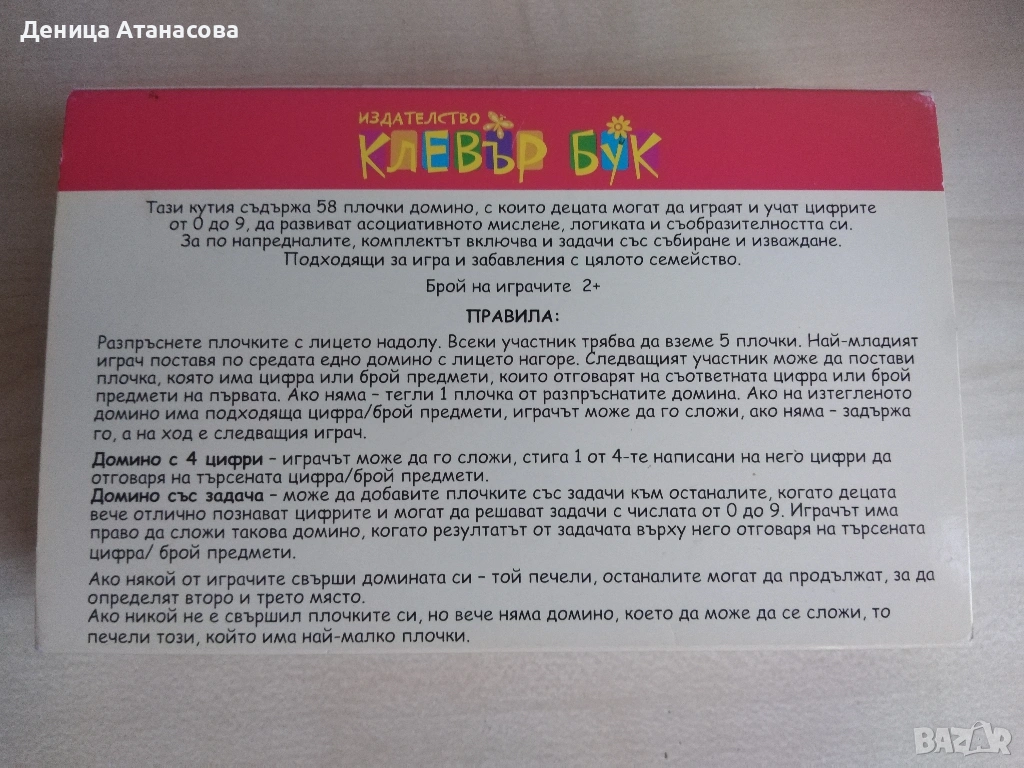 Деница Атанасова
ИЗДАТЕЛСТВО
КЛЕВЪР БУК
Тази кутия съдържа 58 плочки домино, с които децата могат да играят и учат цифрите
от 0 до 9, да развиват асоциативното мислене, логиката и съобразителността си.
За по напредналите, комплектът включва и задачи със събиране и изваждане.
Подходящи за игра и забавления с цялото семейство.
Брой на играчите 2+
ПРАВИЛА:
Разпръснете плочките с лицето надолу. Всеки участник трябва да вземе 5 плочки. Най-младият
играч поставя по средата едно домино с лицето нагоре. Следващият участник може да постави
плочка, която има цифра или брой предмети, които отговарят на съответната цифра или брой
предмети на първата. Ако няма – тегли 1 плочка от разпръснатите домина. Ако на изтегленото
домино има подходяща цифра/брой предмети, играчът може да го сложи, ако няма – задържа
го, а на ход е следващия играч.
Домино с 4 цифри – играчът може да го сложи, стига 1 от 4-те написани на него цифри да
отговаря на търсената цифра/брой предмети.
Домино със задача – може да добавите плочките със задачи към останалите, когато децата
вече отлично познават цифрите и могат да решават задачи с числата от 0 до 9. Играчът има
право да сложи такова домино, когато резултатът от задачата върху него отговаря на търсената
цифра/ брой предмети.
Ако някой от играчите свърши домината си – той печели, останалите могат да продължат, за да
определят второ и трето място.
Ако никой не е свършил плочките си, но вече няма домино, което да може да се сложи, то
печели този, който има най-малко плочки.
BAZAR